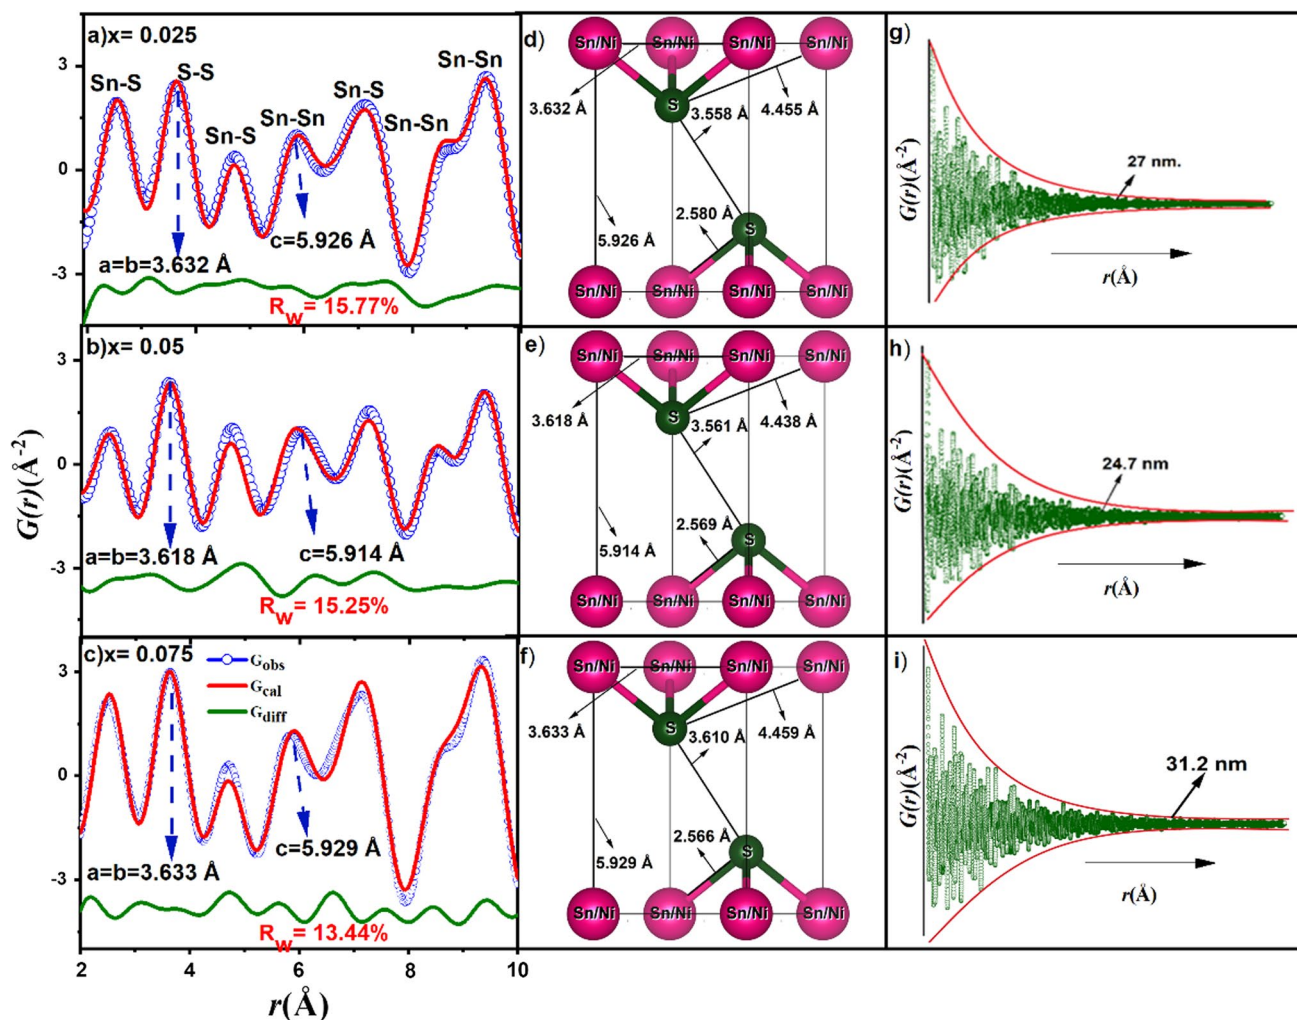 a)x= 0.025
Sn-S
S-S
Sn-S
Sn-Sn
Sn-S
Sn-Sn
Sn-Sn
3
0
-3
a=b=3.632 Å
c=5.926 Å
R_w= 15.77%
b)x= 0.05
3
0
-3
a=b=3.618 Å
c=5.914 Å
R_w= 15.25%
G(r)(Å⁻²)
c)x= 0.075
G_obs
G_cal
G_diff
3
0
-3
a=b=3.633 Å
c=5.929 Å
R_w= 13.44%
2 4 6 8 10
r(Å)
d)
Sn/Ni Sn/Ni Sn/Ni Sn/Ni
S
3.632 Å
3.558 Å
4.455 Å
2.580 Å
S
5.926 Å
Sn/Ni Sn/Ni Sn/Ni Sn/Ni
e)
Sn/Ni Sn/Ni Sn/Ni Sn/Ni
S
3.618 Å
3.561 Å
4.438 Å
2.569 Å
S
5.914 Å
Sn/Ni Sn/Ni Sn/Ni Sn/Ni
f)
Sn/Ni Sn/Ni Sn/Ni Sn/Ni
S
3.633 Å
3.610 Å
4.459 Å
2.566 Å
S
5.929 Å
Sn/Ni Sn/Ni Sn/Ni Sn/Ni
g)
G(r)(Å⁻²)
27 nm.
r(Å)
h)
G(r)(Å⁻²)
24.7 nm
r(Å)
i)
G(r)(Å⁻²)
31.2 nm
r(Å)